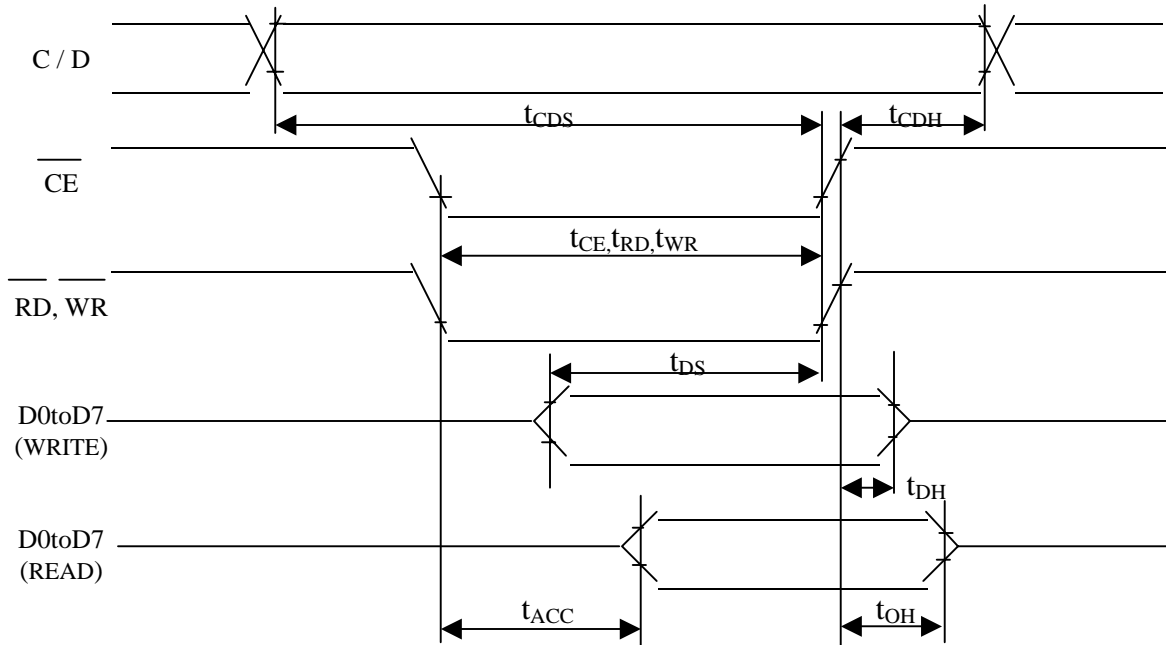 C / D
tCDS
tCDH
CE
tCE,tRD,tWR
RD, WR
tDS
D0toD7
(WRITE)
tDH
D0toD7
(READ)
tACC
tOH